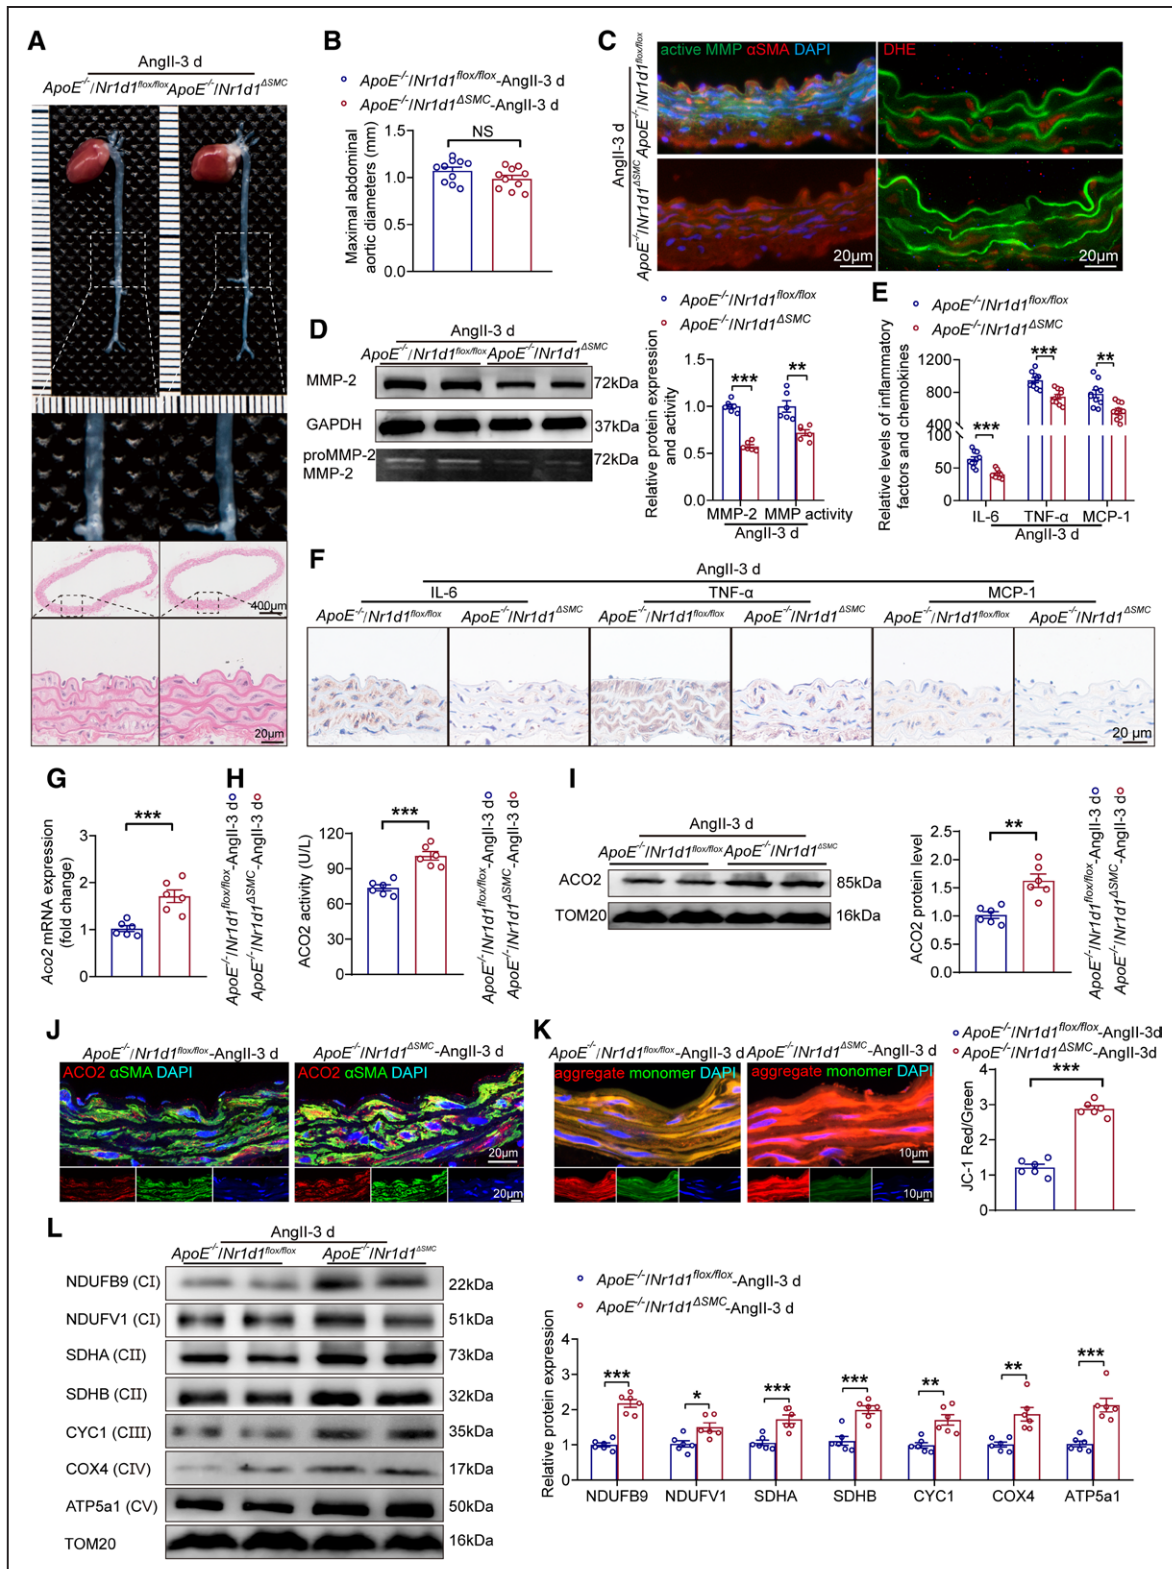 A
AngII-3 d
ApoE-/-/Nr1d1flox/flox ApoE-/-/Nr1d1ΔSMC
400μm
20μm
B
ApoE-/-/Nr1d1flox/flox-AngII-3 d
ApoE-/-/Nr1d1ΔSMC-AngII-3 d
Maximal abdominal
aortic diameters (mm)
1.5
1.0
0.5
0.0
NS
C
active MMP αSMA DAPI
DHE
AngII-3 d
ApoE-/-/Nr1d1flox/flox
ApoE-/-/Nr1d1ΔSMC
20μm
20μm
D
AngII-3 d
ApoE-/-/Nr1d1flox/flox ApoE-/-/Nr1d1ΔSMC
MMP-2
72kDa
GAPDH
37kDa
proMMP-2
72kDa
MMP-2
ApoE-/-/Nr1d1flox/flox
ApoE-/-/Nr1d1ΔSMC
Relative protein expression
and activity
1.5
1.0
0.5
0.0
***
**
MMP-2 MMP activity
AngII-3 d
E
ApoE-/-/Nr1d1flox/flox
ApoE-/-/Nr1d1ΔSMC
Relative levels of inflammatory
factors and chemokines
1200
800
400
100
50
0
***
***
**
IL-6 TNF-α MCP-1
AngII-3 d
F
AngII-3 d
IL-6 TNF-α MCP-1
ApoE-/-/Nr1d1flox/flox ApoE-/-/Nr1d1ΔSMC ApoE-/-/Nr1d1flox/flox ApoE-/-/Nr1d1ΔSMC ApoE-/-/Nr1d1flox/flox ApoE-/-/Nr1d1ΔSMC
20 μm
G
Aco2 mRNA expression
(fold change)
3
2
1
0
***
ApoE-/-/Nr1d1flox/flox-AngII-3 d
ApoE-/-/Nr1d1ΔSMC-AngII-3 d
H
ACO2 activity (U/L)
120
90
60
30
0
***
ApoE-/-/Nr1d1flox/flox-AngII-3 d
ApoE-/-/Nr1d1ΔSMC-AngII-3 d
I
AngII-3 d
ApoE-/-/Nr1d1flox/flox ApoE-/-/Nr1d1ΔSMC
ACO2
85kDa
TOM20
16kDa
ACO2 protein level
2.5
2.0
1.5
1.0
0.5
0.0
**
ApoE-/-/Nr1d1flox/flox-AngII-3 d
ApoE-/-/Nr1d1ΔSMC-AngII-3 d
J
ApoE-/-/Nr1d1flox/flox-AngII-3 d
ApoE-/-/Nr1d1ΔSMC-AngII-3 d
ACO2 αSMA DAPI
ACO2 αSMA DAPI
20μm
20μm
K
ApoE-/-/Nr1d1flox/flox-AngII-3 d
ApoE-/-/Nr1d1ΔSMC-AngII-3 d
aggregate monomer DAPI
aggregate monomer DAPI
10μm
10μm
ApoE-/-/Nr1d1flox/flox-AngII-3d
ApoE-/-/Nr1d1ΔSMC-AngII-3d
JC-1 Red/Green
4
3
2
1
0
***
L
AngII-3 d
ApoE-/-/Nr1d1flox/flox ApoE-/-/Nr1d1ΔSMC
NDUFB9 (CI) 22kDa
NDUFV1 (CI) 51kDa
SDHA (CII) 73kDa
SDHB (CII) 32kDa
CYC1 (CIII) 35kDa
COX4 (CIV) 17kDa
ATP5a1 (CV) 50kDa
TOM20 16kDa
ApoE-/-/Nr1d1flox/flox-AngII-3 d
ApoE-/-/Nr1d1ΔSMC-AngII-3 d
Relative protein expression
4
3
2
1
0
***
*
***
***
**
**
***
NDUFB9 NDUFV1 SDHA SDHB CYC1 COX4 ATP5a1